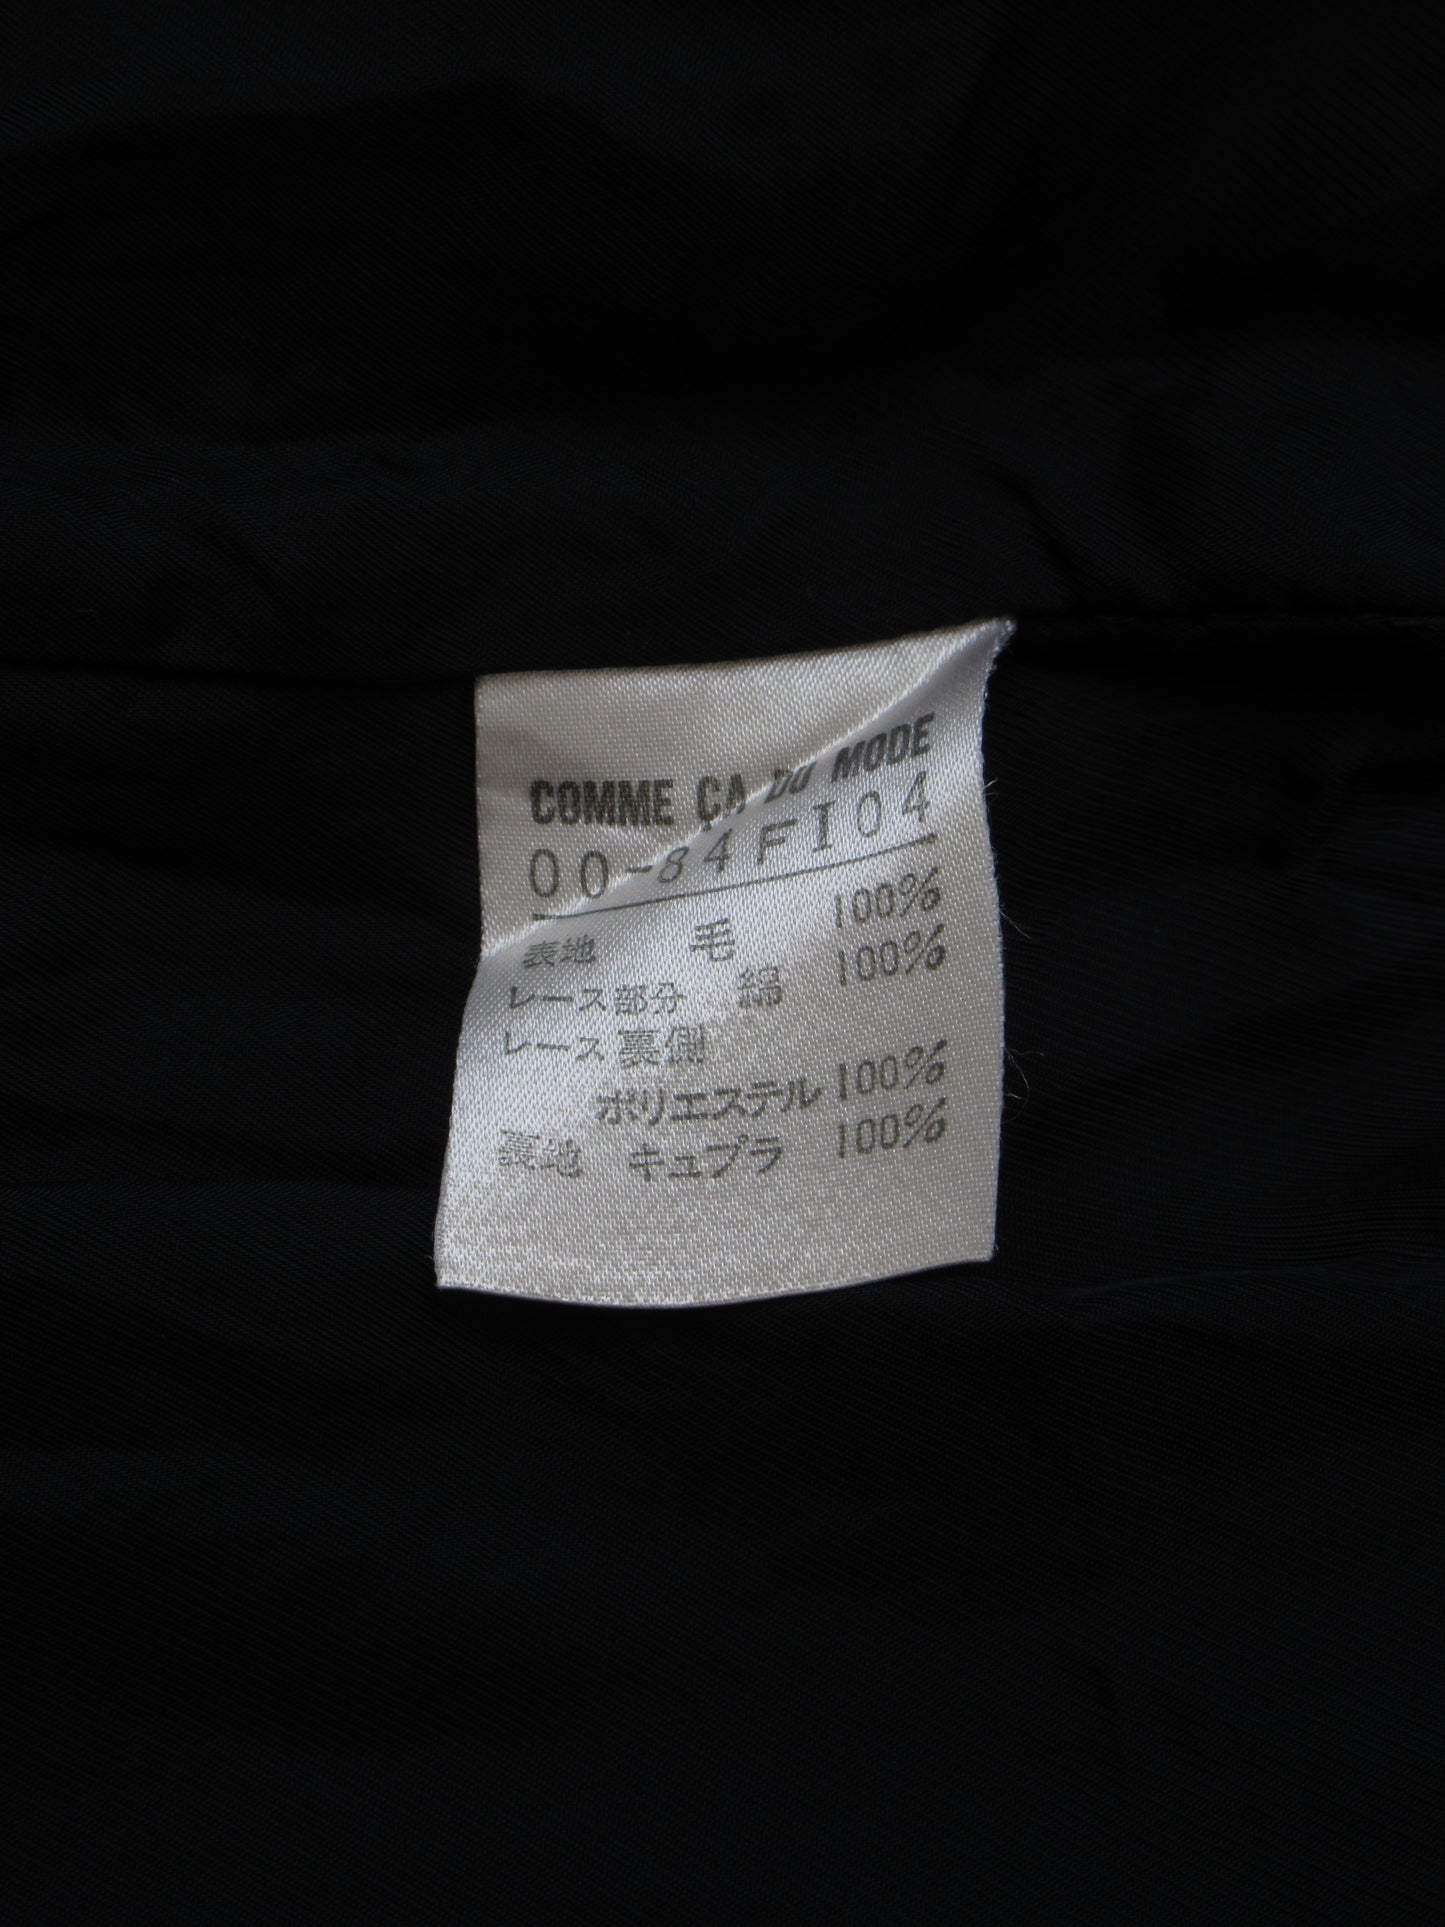 COMME ÇA DU MODE
00-84FI04
表地 毛 100%
レース部分 綿 100%
レース裏側
ポリエステル 100%
裏地 キュプラ 100%